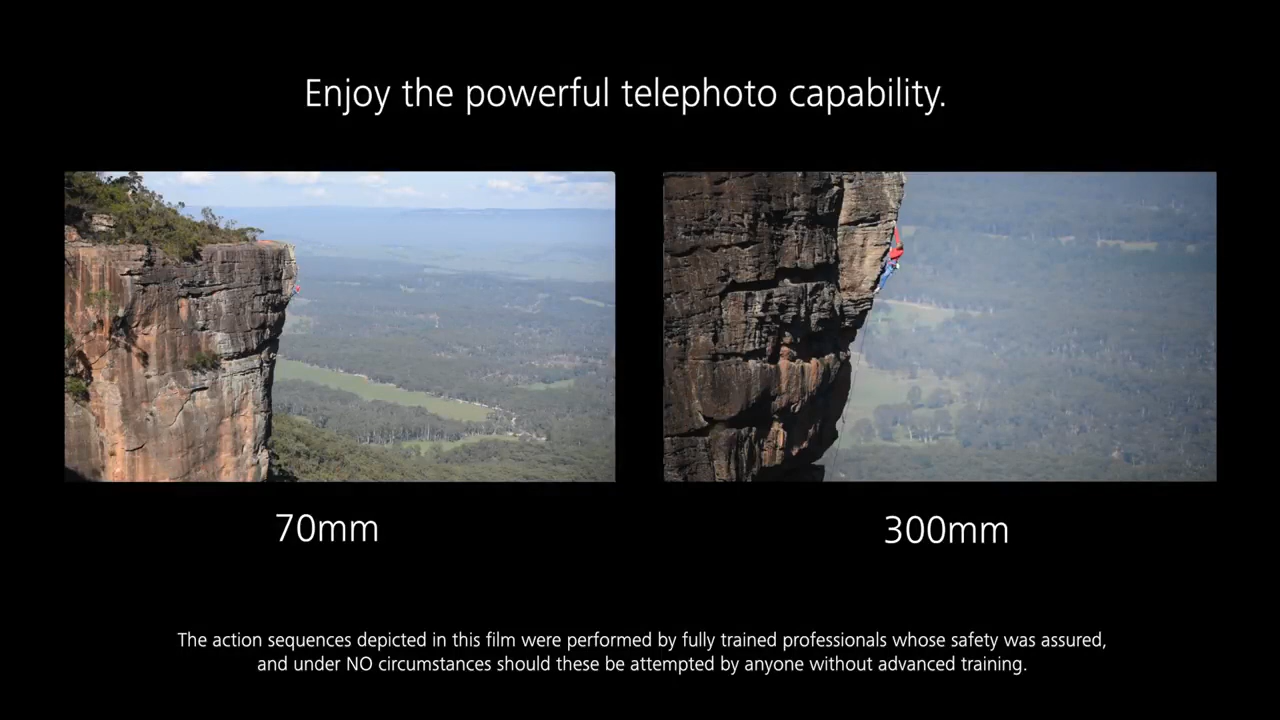 Enjoy the powerful telephoto capability.
70mm
300mm
The action sequences depicted in this film were performed by fully trained professionals whose safety was assured,
and under NO circumstances should these be attempted by anyone without advanced training.